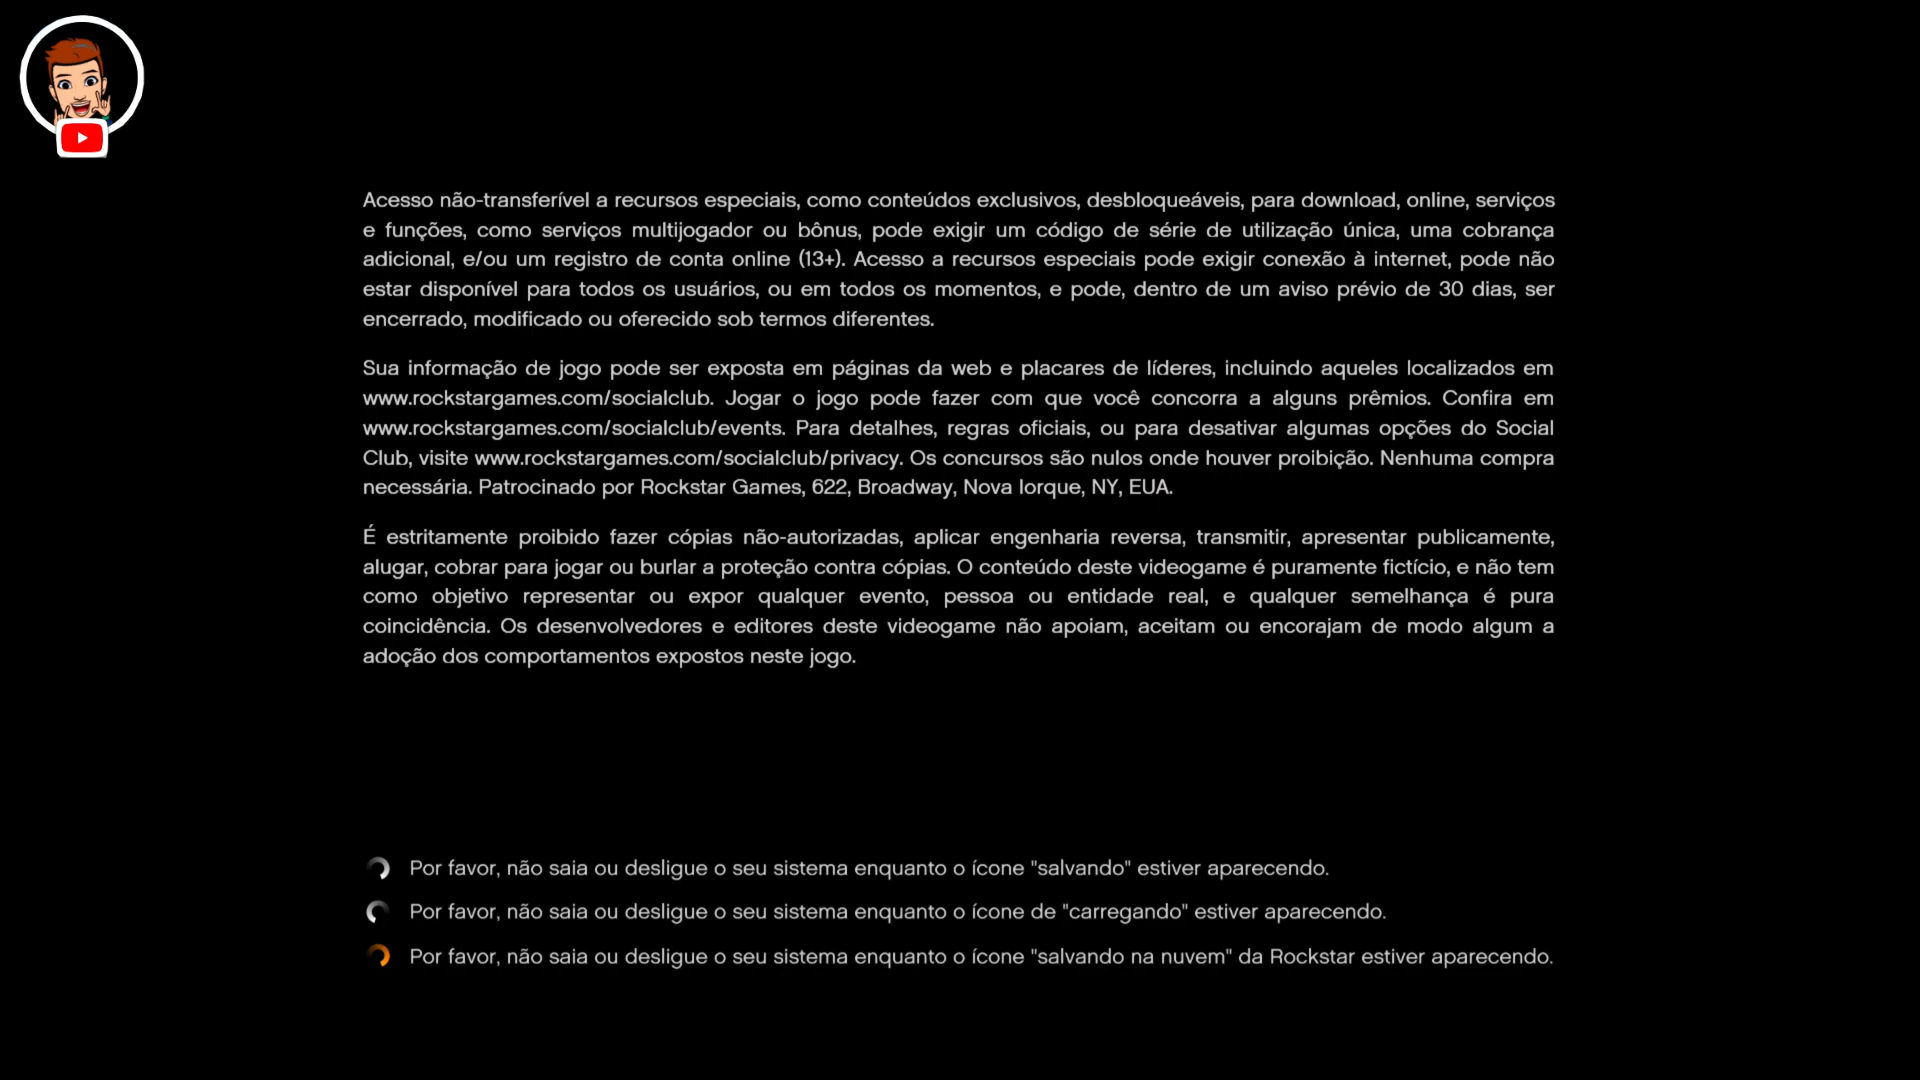 Acesso não-transferível a recursos especiais, como conteúdos exclusivos, desbloqueáveis, para download, online, serviços
e funções, como serviços multijogador ou bônus, pode exigir um código de série de utilização única, uma cobrança
adicional, e/ou um registro de conta online (13+). Acesso a recursos especiais pode exigir conexão à internet, pode não
estar disponível para todos os usuários, ou em todos os momentos, e pode, dentro de um aviso prévio de 30 dias, ser
encerrado, modificado ou oferecido sob termos diferentes.
Sua informação de jogo pode ser exposta em páginas da web e placares de líderes, incluindo aqueles localizados em
www.rockstargames.com/socialclub. Jogar o jogo pode fazer com que você concorra a alguns prêmios. Confira em
www.rockstargames.com/socialclub/events. Para detalhes, regras oficiais, ou para desativar algumas opções do Social
Club, visite www.rockstargames.com/socialclub/privacy. Os concursos são nulos onde houver proibição. Nenhuma compra
necessária. Patrocinado por Rockstar Games, 622, Broadway, Nova Iorque, NY, EUA.
É estritamente proibido fazer cópias não-autorizadas, aplicar engenharia reversa, transmitir, apresentar publicamente,
alugar, cobrar para jogar ou burlar a proteção contra cópias. O conteúdo deste videogame é puramente fictício, e não tem
como objetivo representar ou expor qualquer evento, pessoa ou entidade real, e qualquer semelhança é pura
coincidência. Os desenvolvedores e editores deste videogame não apoiam, aceitam ou encorajam de modo algum a
adoção dos comportamentos expostos neste jogo.
Por favor, não saia ou desligue o seu sistema enquanto o ícone "salvando" estiver aparecendo.
Por favor, não saia ou desligue o seu sistema enquanto o ícone de "carregando" estiver aparecendo.
Por favor, não saia ou desligue o seu sistema enquanto o ícone "salvando na nuvem" da Rockstar estiver aparecendo.